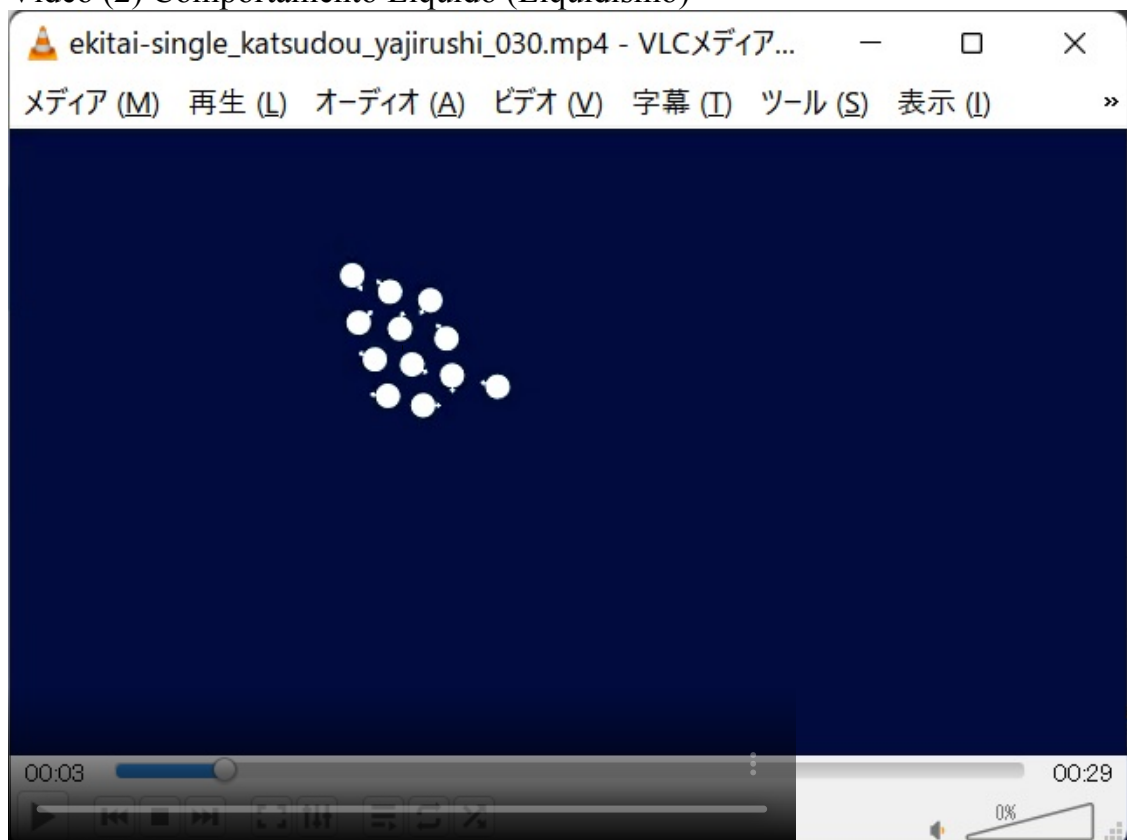 Video (2) Comportamento Líquido (Liquidismo)
ekitai-single_katsudou_yajirushi_030.mp4 - VLCメディア...
メディア (M) 再生 (L) オーディオ (A) ビデオ (V) 字幕 (T) ツール (S) 表示 (I) »
00:03 00:29
0%